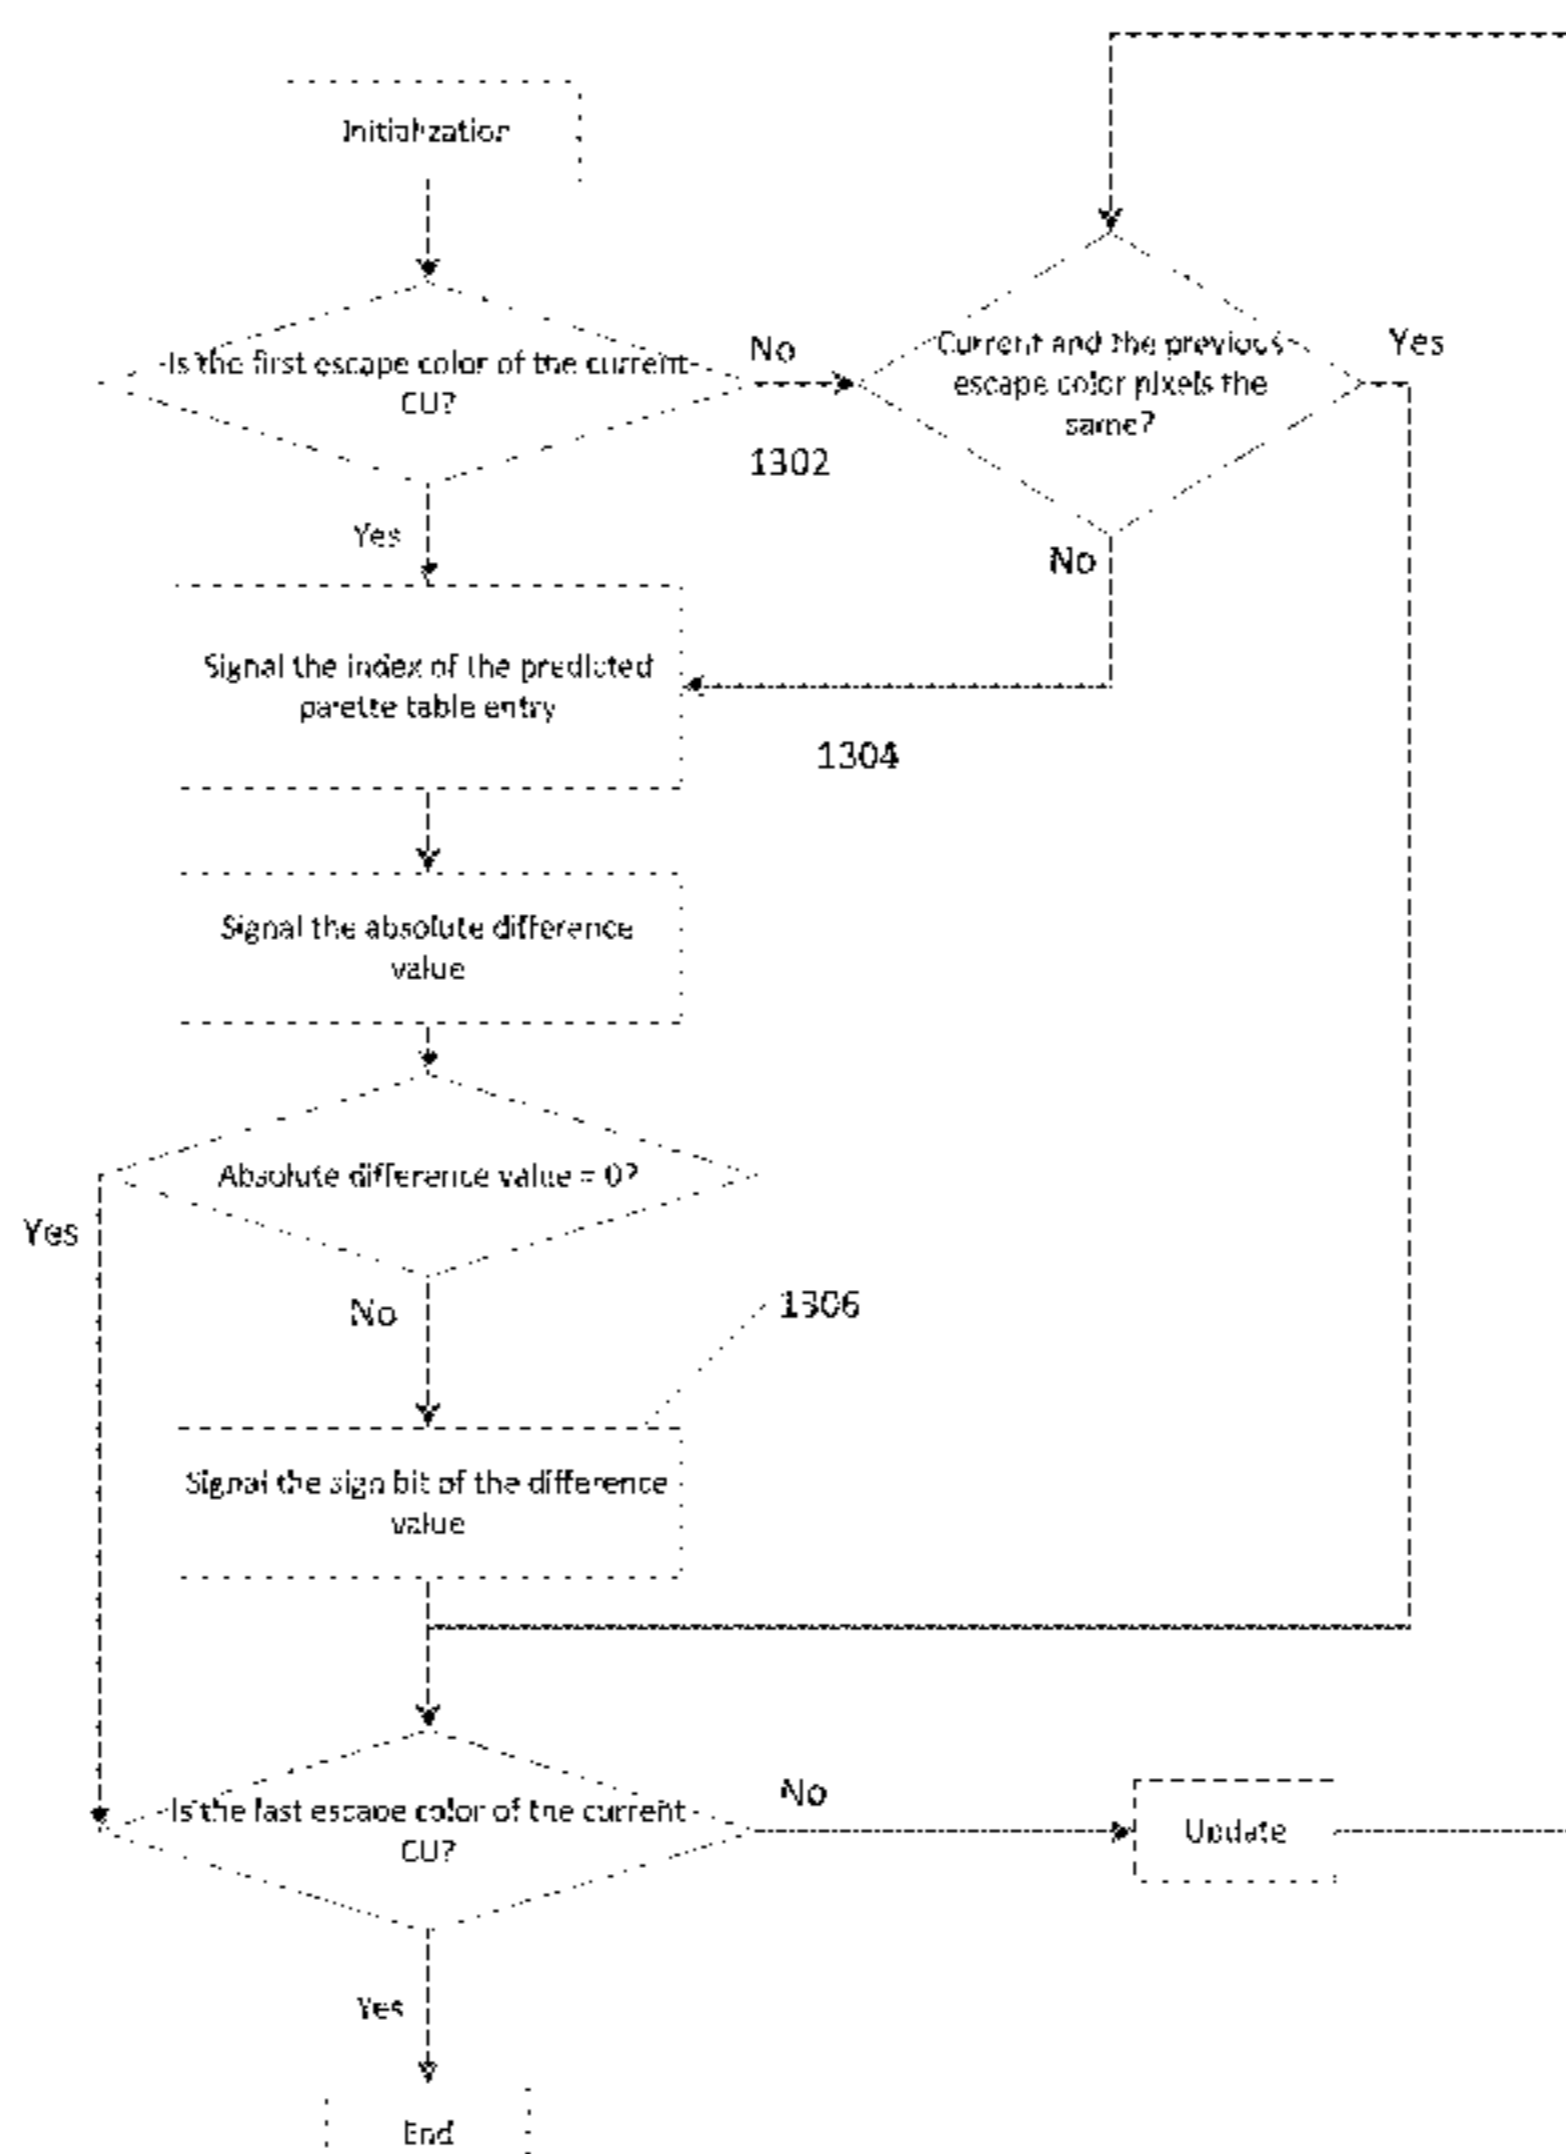 Initialization
Is the first escape color of the current
CU?
No
Current and the previous
escape color pixels the
same?
Yes
1302
Yes
No
Signal the index of the predicted
palette table entry
1304
Signal the absolute difference
value
Absolute difference value = 0?
Yes
No
1306
Signal the sign bit of the difference
value
Is the last escape color of the current
CU?
No
Update
Yes
End